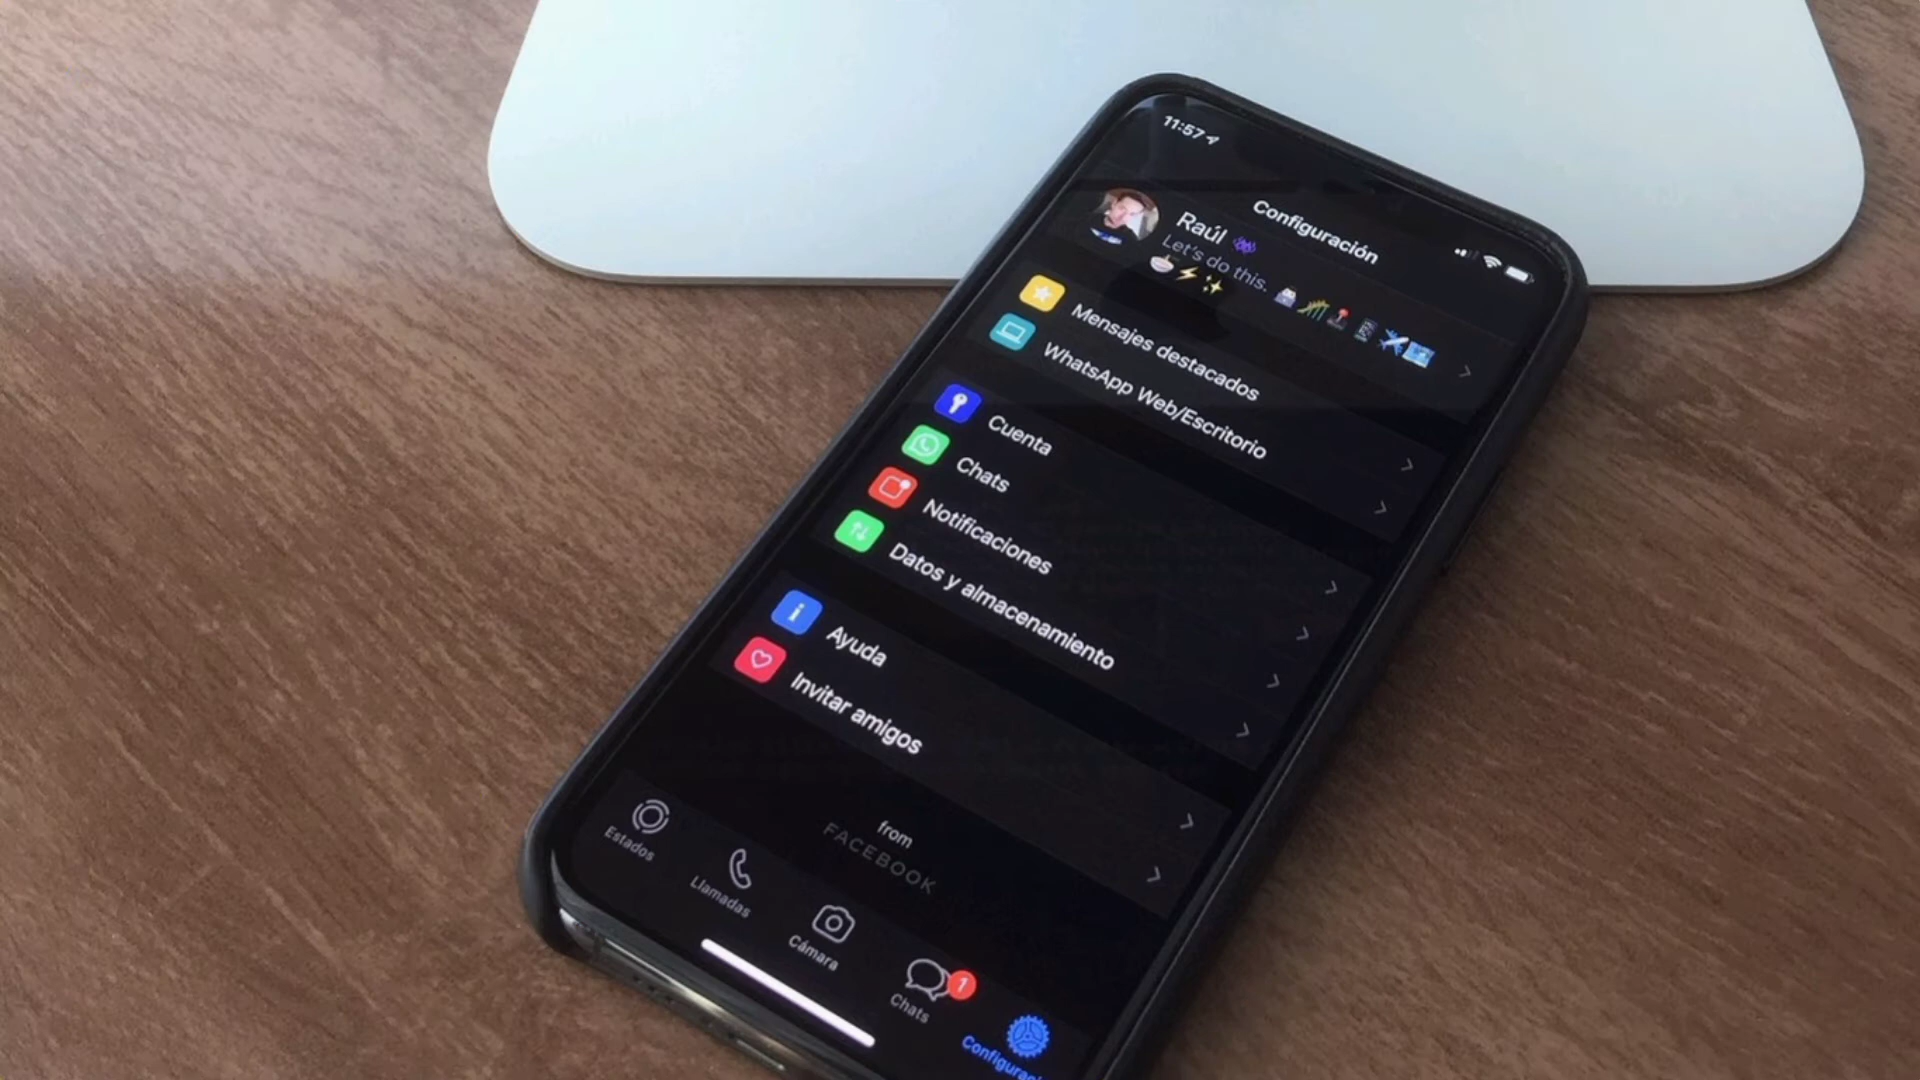 11:57
Configuración
Raúl
Let's do this.
Mensajes destacados
WhatsApp Web/Escritorio
Cuenta
Chats
Notificaciones
Datos y almacenamiento
Ayuda
Invitar amigos
from
FACEBOOK
Estados
Llamadas
Cámara
Chats
1
Configuraci